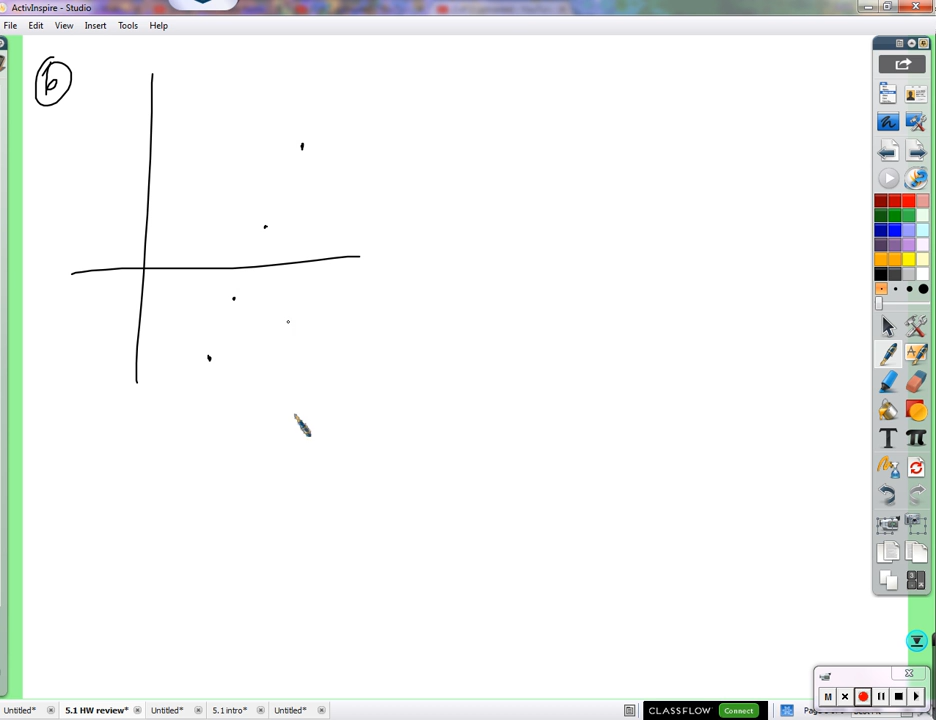 ActivInspire - Studio
File Edit View Insert Tools Help
6
T π
M
5.1 HW review* Untitled* 5.1 intro* Untitled*
Untitled*
CLASSFLOW Connect